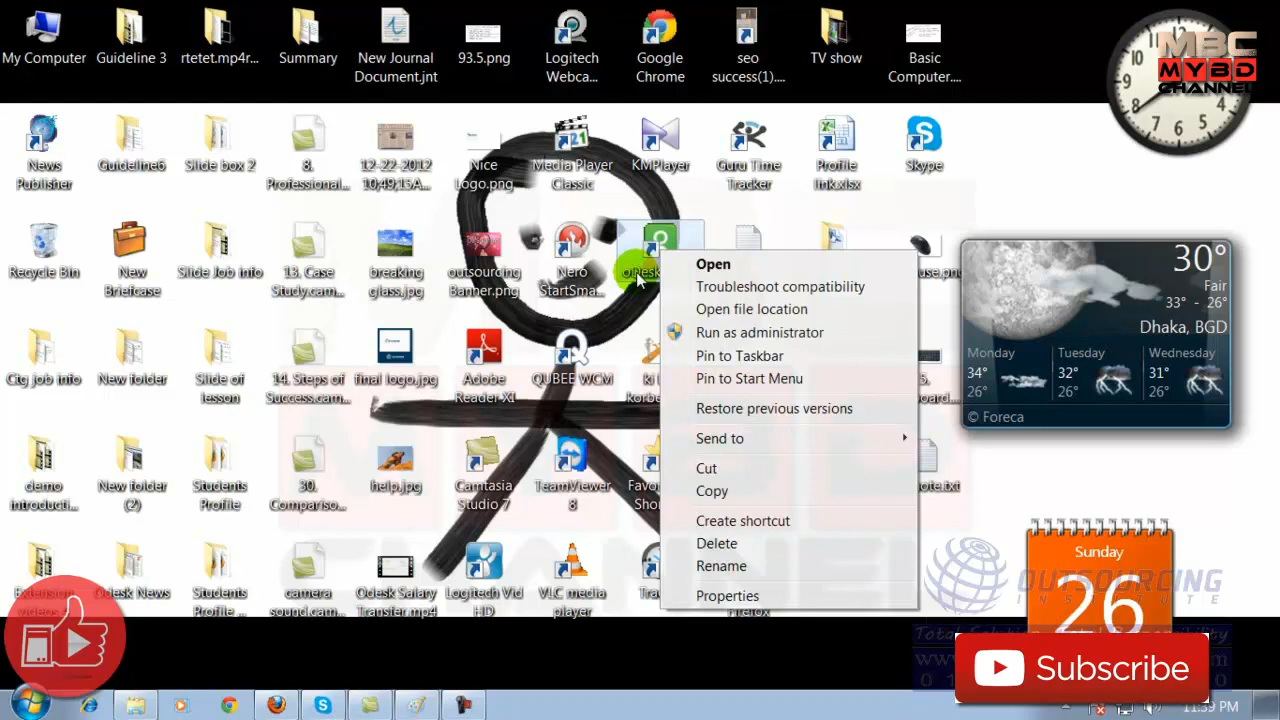 My Computer
Guideline 3
rtetet.mp4r...
Summary
New Journal
Document.jnt
93.5.png
Logitech
Webca...
Google
Chrome
seo
success(1)....
TV show
Basic
Computer....
MBC
MYBD
CHANNEL
News
Publisher
Guideline6
Slide box 2
8.
Professional...
12-22-2012
10;49;15A...
Nice
Logo.png
Media Player
Classic
KMPlayer
Guru Time
Tracker
Profile
link.xlsx
Skype
Recycle Bin
New
Briefcase
Slide Job info
13. Case
Study.cam...
breaking
glass.jpg
outsourcing
Banner.png
Nero
StartSma...
oDesk
Ctg job info
New folder
Slide of
lesson
14. Steps of
Success.cam...
final logo.jpg
Adobe
Reader XI
QUBEE WCM
demo
introducti...
New folder
(2)
Students
Profile
30.
Compariso...
help.jpg
Camtasia
Studio 7
TeamViewer
8
Odesk News
Students
Profile ...
camera
sound.cam...
Odesk Salary
Transfer.mp4
Logitech Vid
HD
VLC media
player
Open
Troubleshoot compatibility
Open file location
Run as administrator
Pin to Taskbar
Pin to Start Menu
Restore previous versions
Send to
Cut
Copy
Create shortcut
Delete
Rename
Properties
30°
Fair
33° - 26°
Dhaka, BGD
Monday
Tuesday
Wednesday
34°
32°
31°
26°
26°
26°
© Foreca
Sunday
26
OUTSOURCING
INSTITUTE
Subscribe
11:59 PM